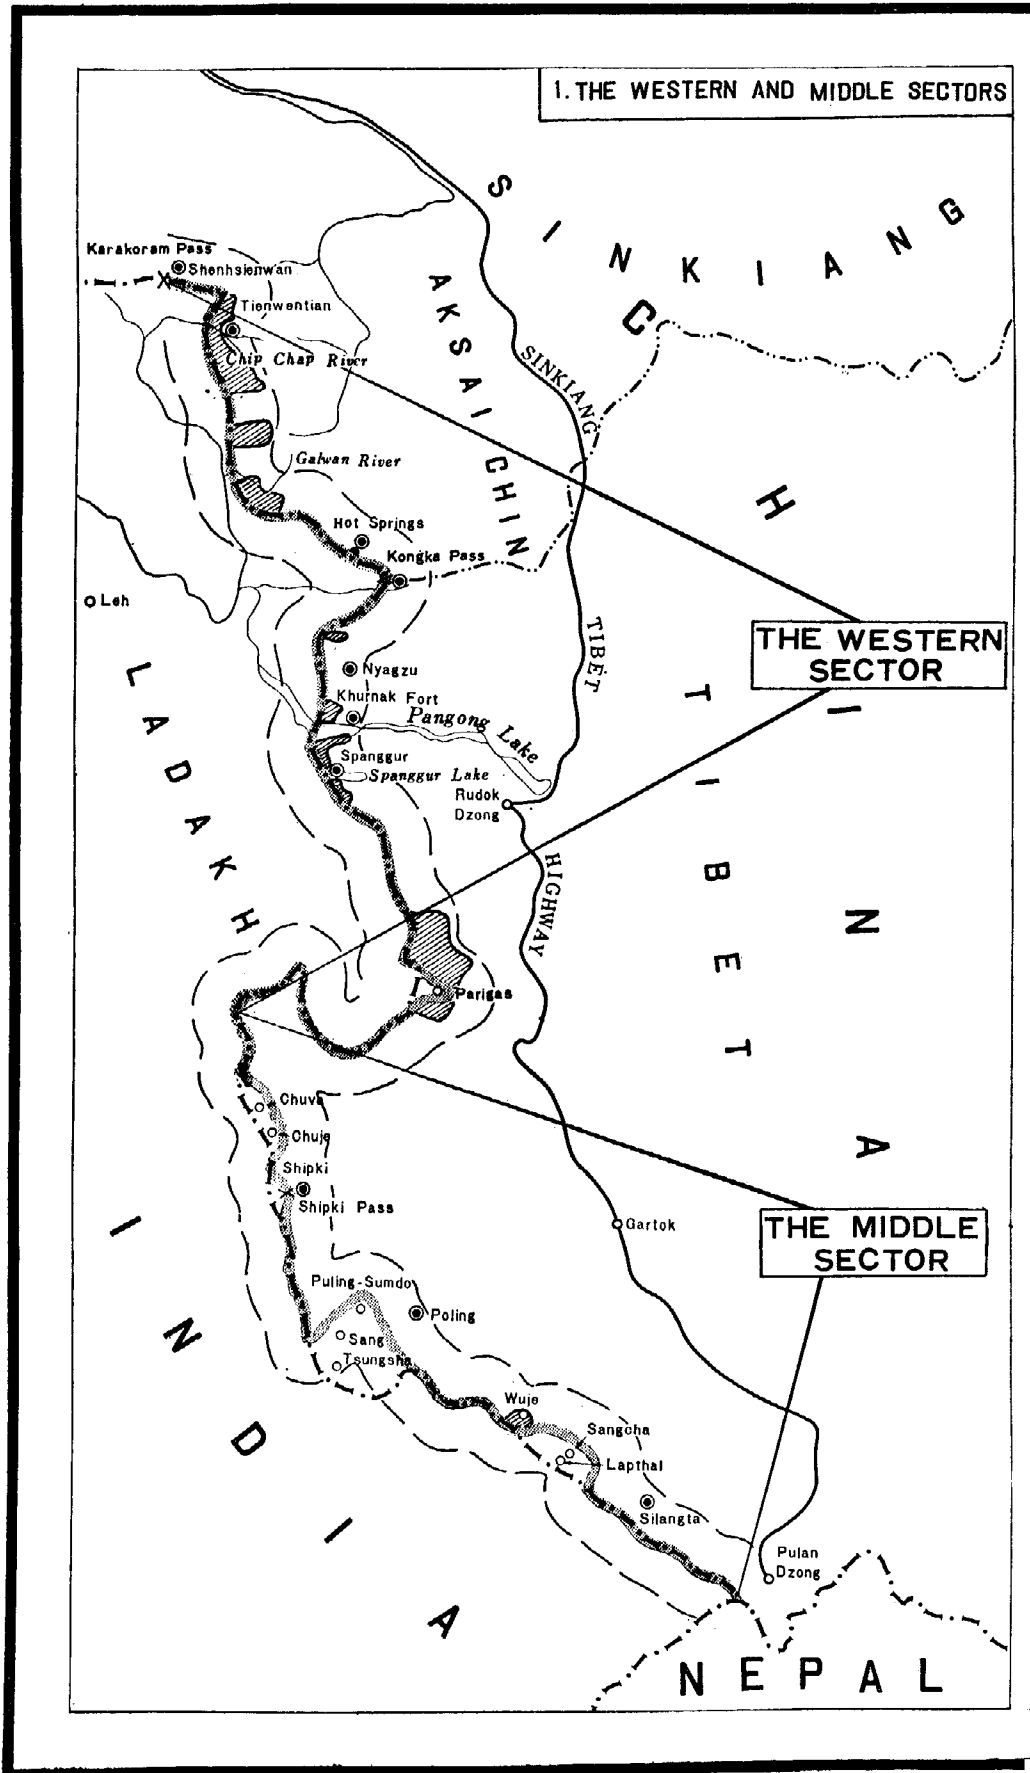 1. THE WESTERN AND MIDDLE SECTORS
SINKIANG
Karakoram Pass
Shenhsienwan
Tienwentian
Chip Chap River
AKSAI CHIN
SINKIANG
CHINA
Galwan River
Hot Springs
Kongka Pass
Leh
THE WESTERN
SECTOR
TIBET
LADAKH
Nyagzu
Khurnak Fort
Pangong Lake
Spanggur
Spanggur Lake
Rudok
Dzong
TIBET
HIGHWAY
Parigas
Chuva
Chuje
Shipki
Shipki Pass
Gartok
THE MIDDLE
SECTOR
INDIA
Puling-Sumdo
Poling
Sang
Tsungsha
Wuje
Sangcha
Lapthal
Silangta
Pulan
Dzong
NEPAL